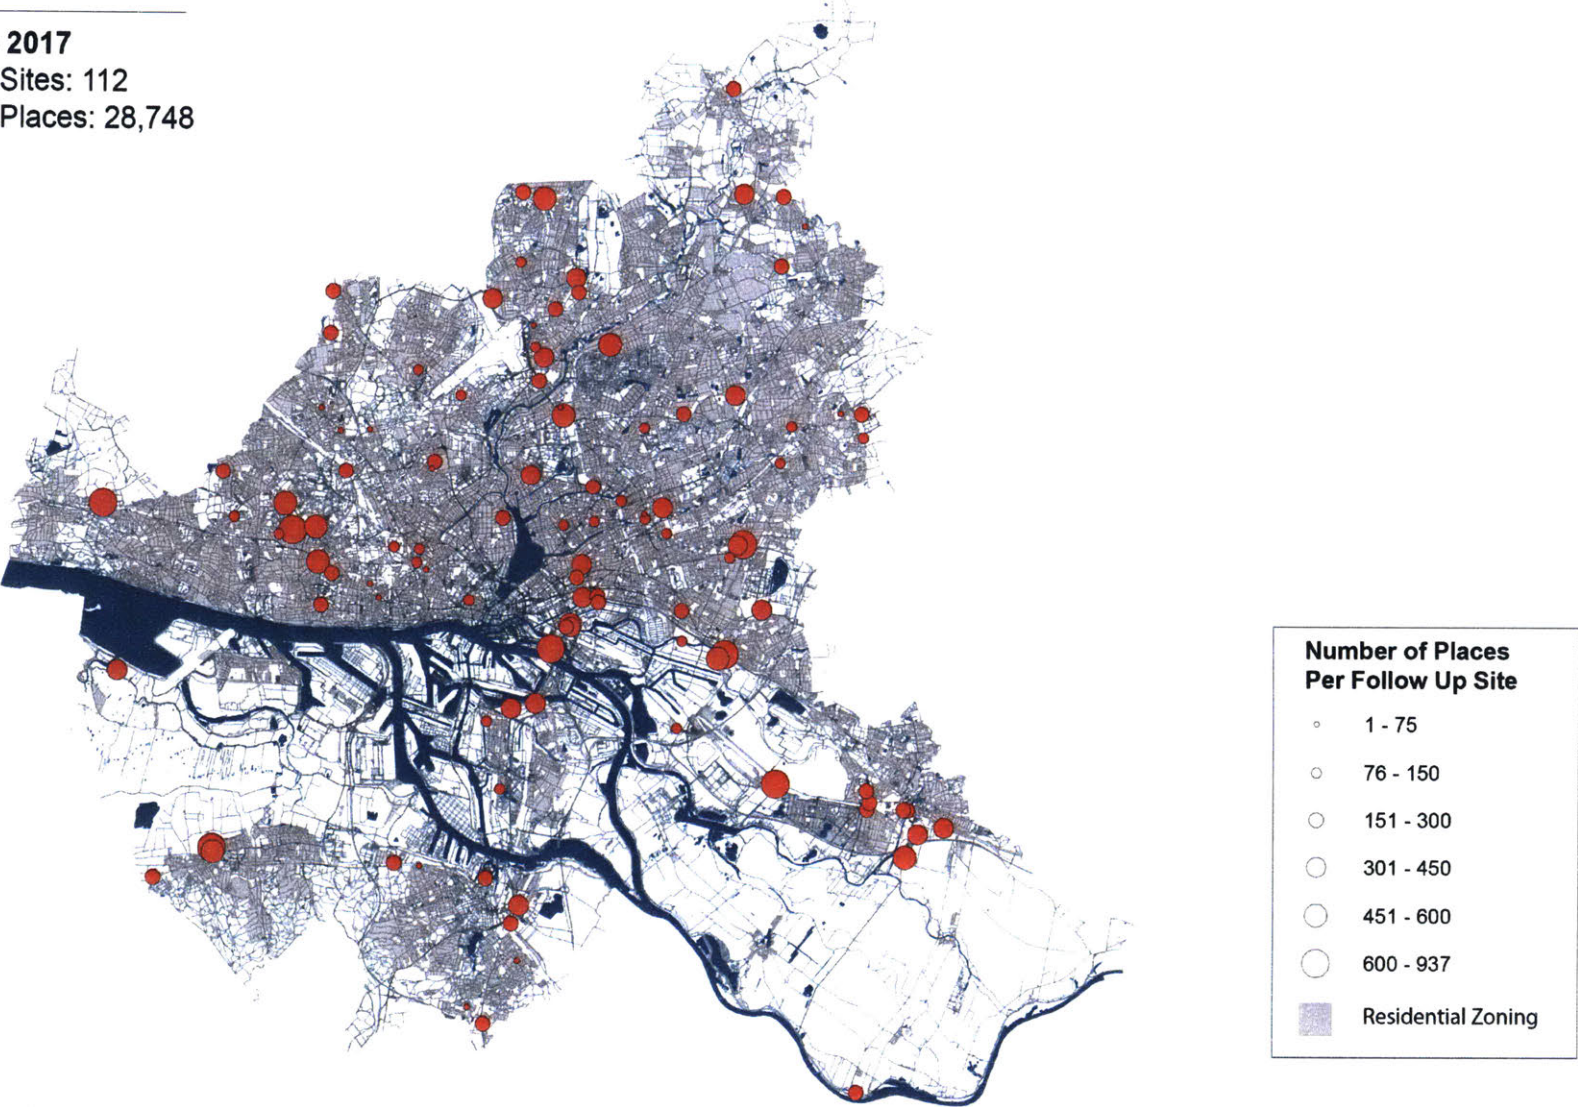 2017
Sites: 112
Places: 28,748
Number of Places
Per Follow Up Site
1 - 75
76 - 150
151 - 300
301 - 450
451 - 600
600 - 937
Residential Zoning